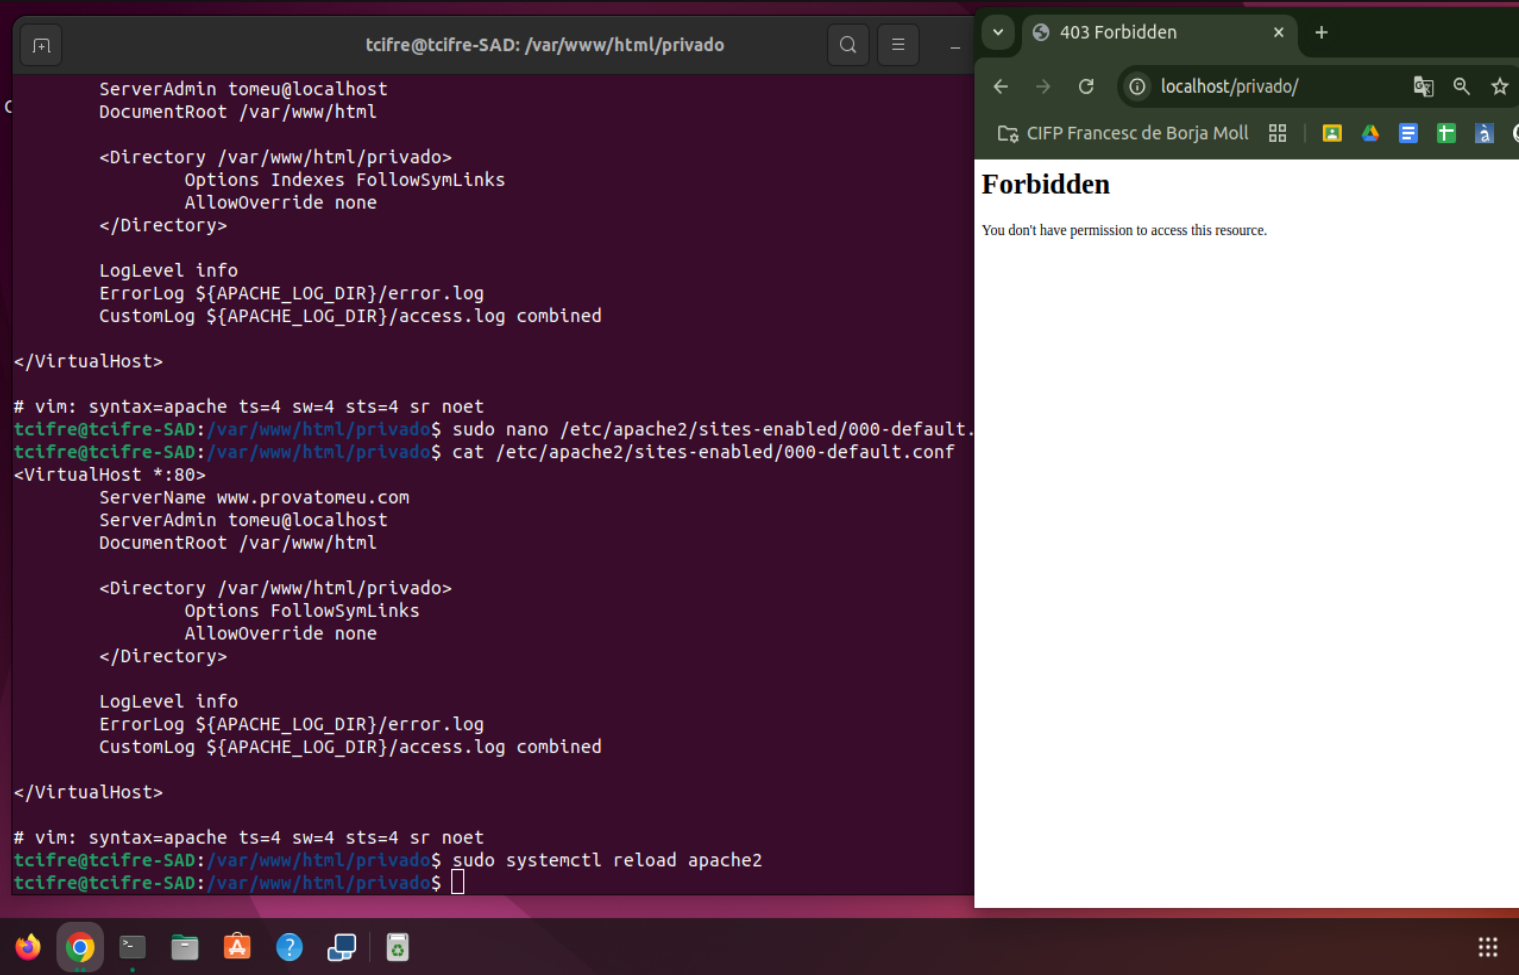 tcifre@tcifre-SAD: /var/www/html/privado
ServerAdmin tomeu@localhost
DocumentRoot /var/www/html
<Directory /var/www/html/privado>
Options Indexes FollowSymLinks
AllowOverride none
</Directory>
LogLevel info
ErrorLog ${APACHE_LOG_DIR}/error.log
CustomLog ${APACHE_LOG_DIR}/access.log combined
</VirtualHost>
# vim: syntax=apache ts=4 sw=4 sts=4 sr noet
tcifre@tcifre-SAD:/var/www/html/privado$ sudo nano /etc/apache2/sites-enabled/000-default.
tcifre@tcifre-SAD:/var/www/html/privado$ cat /etc/apache2/sites-enabled/000-default.conf
<VirtualHost *:80>
ServerName www.provatomeu.com
ServerAdmin tomeu@localhost
DocumentRoot /var/www/html
<Directory /var/www/html/privado>
Options FollowSymLinks
AllowOverride none
</Directory>
LogLevel info
ErrorLog ${APACHE_LOG_DIR}/error.log
CustomLog ${APACHE_LOG_DIR}/access.log combined
</VirtualHost>
# vim: syntax=apache ts=4 sw=4 sts=4 sr noet
tcifre@tcifre-SAD:/var/www/html/privado$ sudo systemctl reload apache2
tcifre@tcifre-SAD:/var/www/html/privado$
403 Forbidden
localhost/privado/
CIFP Francesc de Borja Moll
Forbidden
You don't have permission to access this resource.